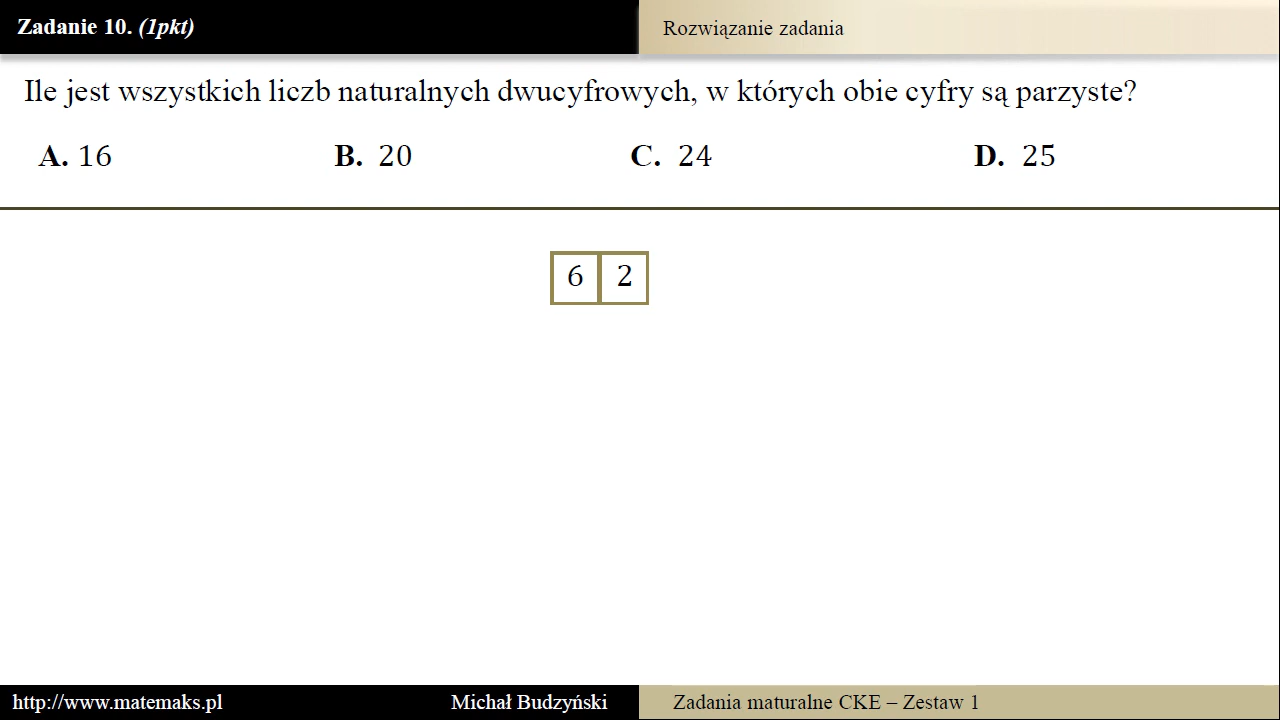 Zadanie 10. (1pkt)
Rozwiązanie zadania
Ile jest wszystkich liczb naturalnych dwucyfrowych, w których obie cyfry są parzyste?
A. 16 B. 20 C. 24 D. 25
6 2
http://www.matemaks.pl Michał Budzyński Zadania maturalne CKE – Zestaw 1